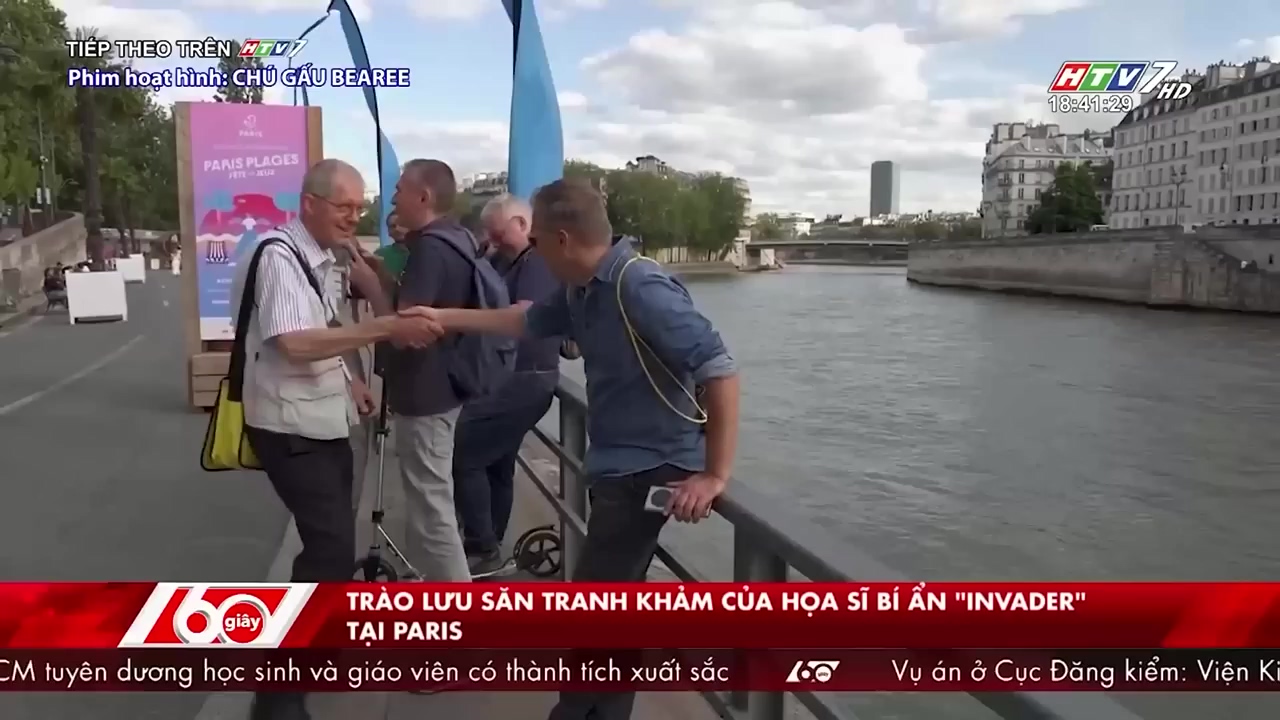 TIẾP THEO TRÊN HTV7
Phim hoạt hình: CHÚ GẤU BEAREE
HTV7 HD
18:41:29
PARIS
PARIS PLAGES
60 giây
TRÀO LƯU SĂN TRANH KHẢM CỦA HỌA SĨ BÍ ẨN "INVADER"
TẠI PARIS
CM tuyên dương học sinh và giáo viên có thành tích xuất sắc 60 Vụ án ở Cục Đăng kiểm: Viện Ki